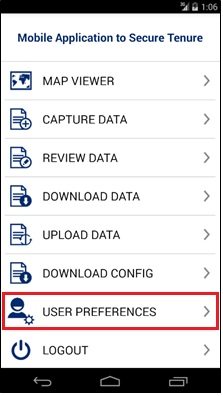 1:06
Mobile Application to Secure Tenure
MAP VIEWER
CAPTURE DATA
REVIEW DATA
DOWNLOAD DATA
UPLOAD DATA
DOWNLOAD CONFIG
USER PREFERENCES
LOGOUT